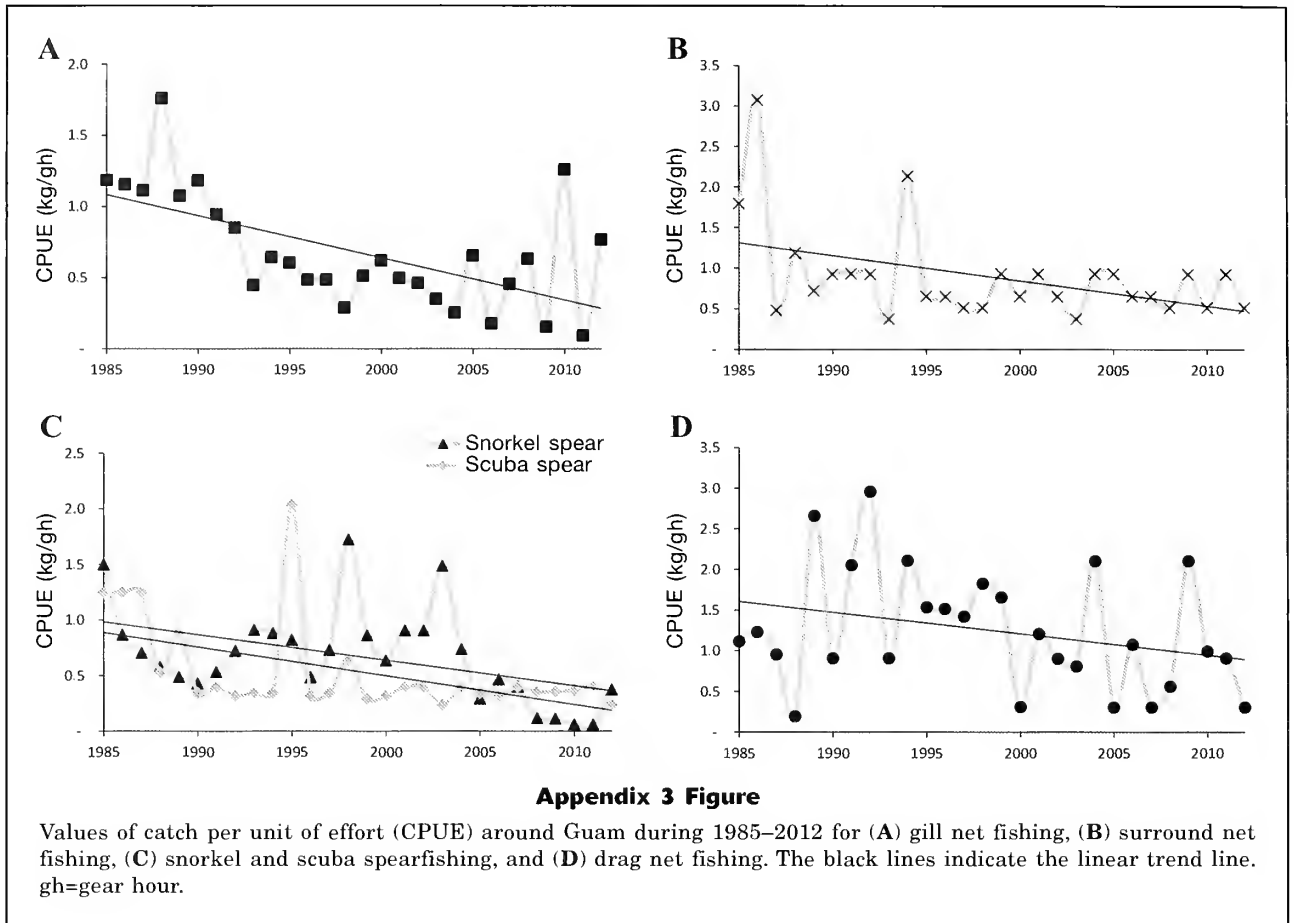 A
CPUE (kg/gh)
2.0
1.5
1.0
0.5
-
1985 1990 1995 2000 2005 2010
B
CPUE (kg/gh)
3.5
3.0
2.5
2.0
1.5
1.0
0.5
-
1985 1990 1995 2000 2005 2010
C
Snorkel spear
Scuba spear
CPUE (kg/gh)
2.5
2.0
1.5
1.0
0.5
-
1985 1990 1995 2000 2005 2010
D
CPUE (kg/gh)
3.5
3.0
2.5
2.0
1.5
1.0
0.5
-
1985 1990 1995 2000 2005 2010
Appendix 3 Figure
Values of catch per unit of effort (CPUE) around Guam during 1985–2012 for (A) gill net fishing, (B) surround net
fishing, (C) snorkel and scuba spearfishing, and (D) drag net fishing. The black lines indicate the linear trend line.
gh=gear hour.